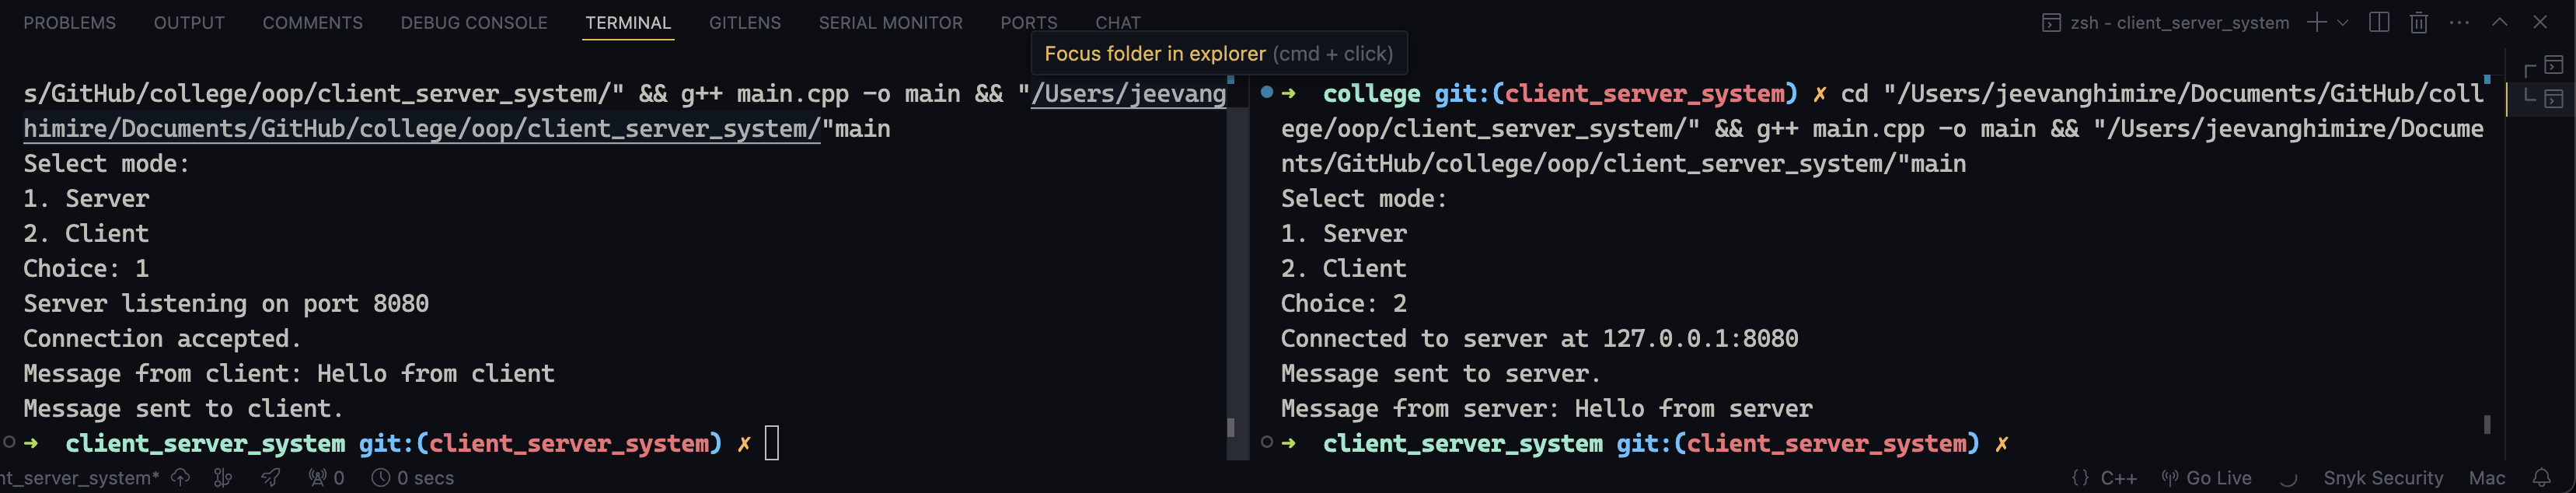 PROBLEMS OUTPUT COMMENTS DEBUG CONSOLE TERMINAL GITLENS SERIAL MONITOR PORTS CHAT
zsh - client_server_system
Focus folder in explorer (cmd + click)
s/GitHub/college/oop/client_server_system/" && g++ main.cpp -o main && "/Users/jeevang
himire/Documents/GitHub/college/oop/client_server_system/"main
Select mode:
1. Server
2. Client
Choice: 1
Server listening on port 8080
Connection accepted.
Message from client: Hello from client
Message sent to client.
➜ client_server_system git:(client_server_system) ✗
➜ college git:(client_server_system) ✗ cd "/Users/jeevanghimire/Documents/GitHub/coll
ege/oop/client_server_system/" && g++ main.cpp -o main && "/Users/jeevanghimire/Docume
nts/GitHub/college/oop/client_server_system/"main
Select mode:
1. Server
2. Client
Choice: 2
Connected to server at 127.0.0.1:8080
Message sent to server.
Message from server: Hello from server
➜ client_server_system git:(client_server_system) ✗
nt_server_system* 0 0 secs
{} C++ Go Live Snyk Security Mac